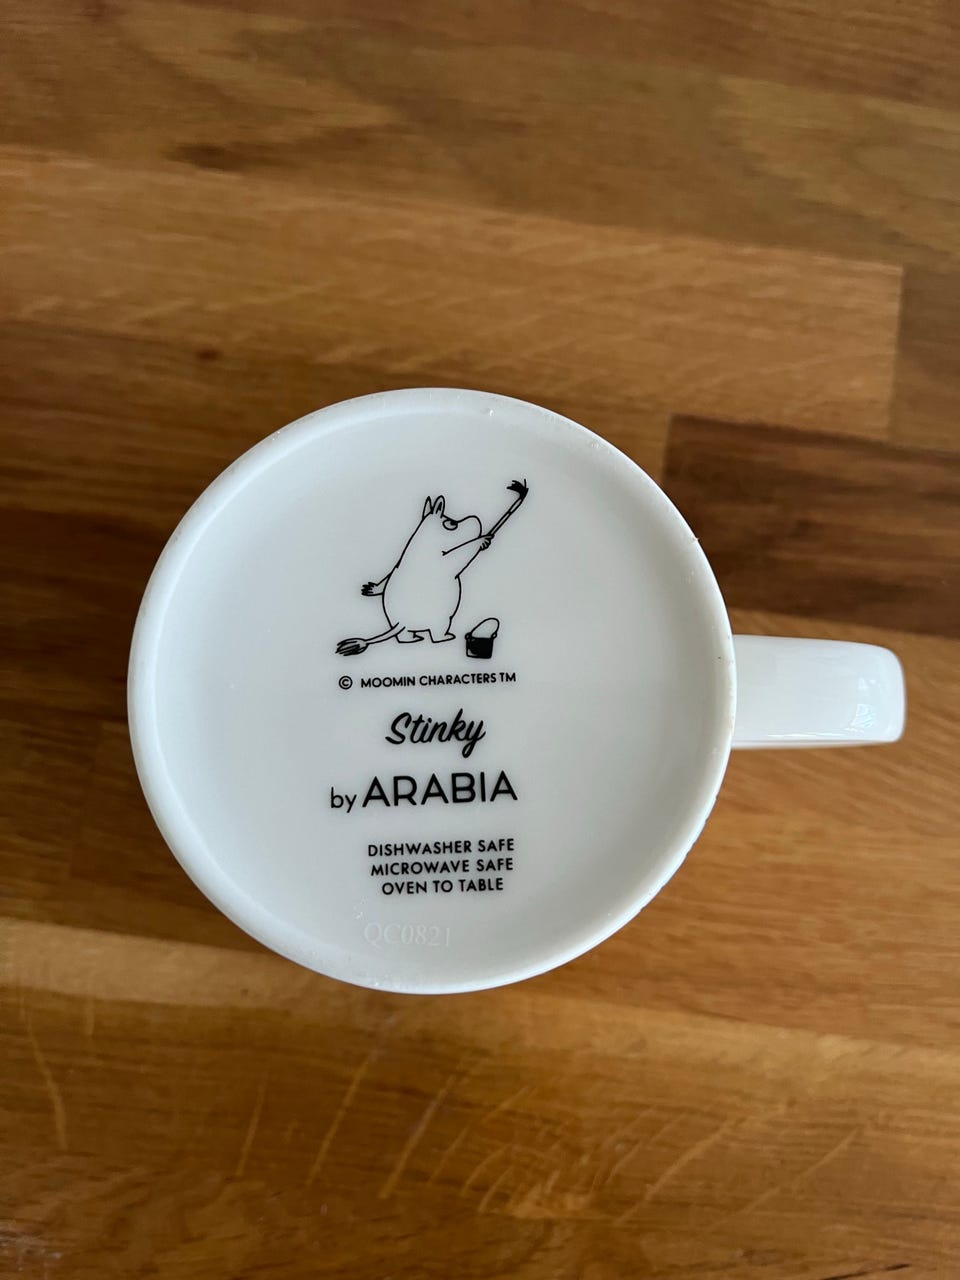 © MOOMIN CHARACTERS TM
Stinky
by ARABIA
DISHWASHER SAFE
MICROWAVE SAFE
OVEN TO TABLE
QC0821